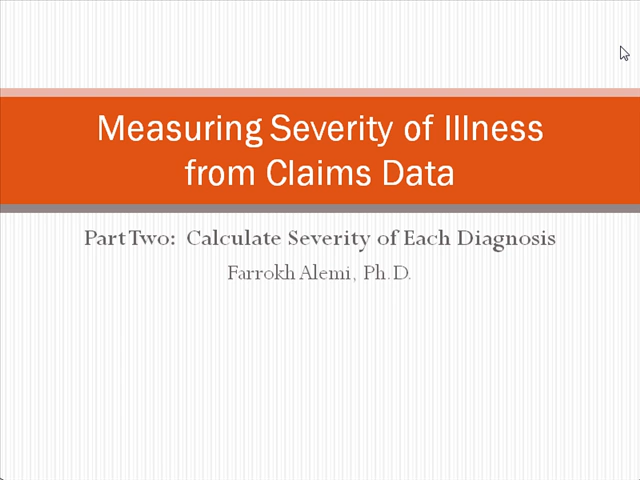 Measuring Severity of Illness
from Claims Data
Part Two: Calculate Severity of Each Diagnosis
Farrokh Alemi, Ph.D.